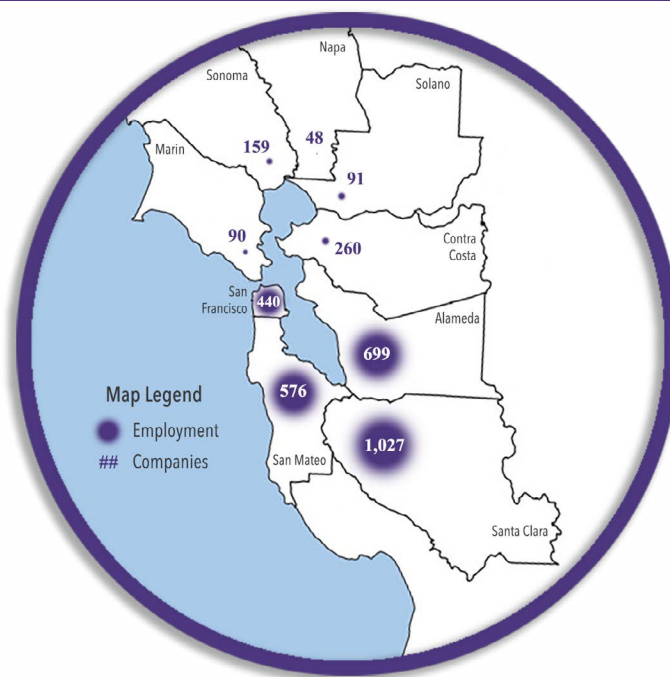 Napa
Sonoma
Solano
48
159
Marin
91
90
260
Contra
Costa
San
Francisco
440
Alameda
699
576
Map Legend
Employment
## Companies
1,027
San Mateo
Santa Clara